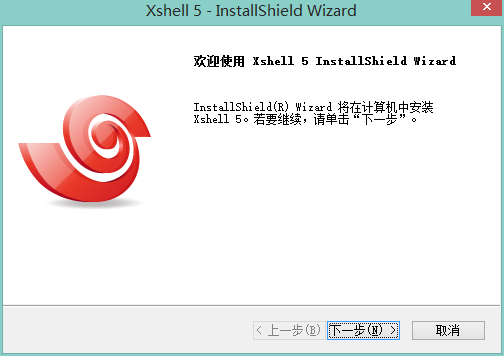 Xshell 5 - InstallShield Wizard
欢迎使用 Xshell 5 InstallShield Wizard
InstallShield(R) Wizard 将在计算机中安装
Xshell 5。若要继续，请单击“下一步”。
< 上一步(B) 下一步(N) > 取消